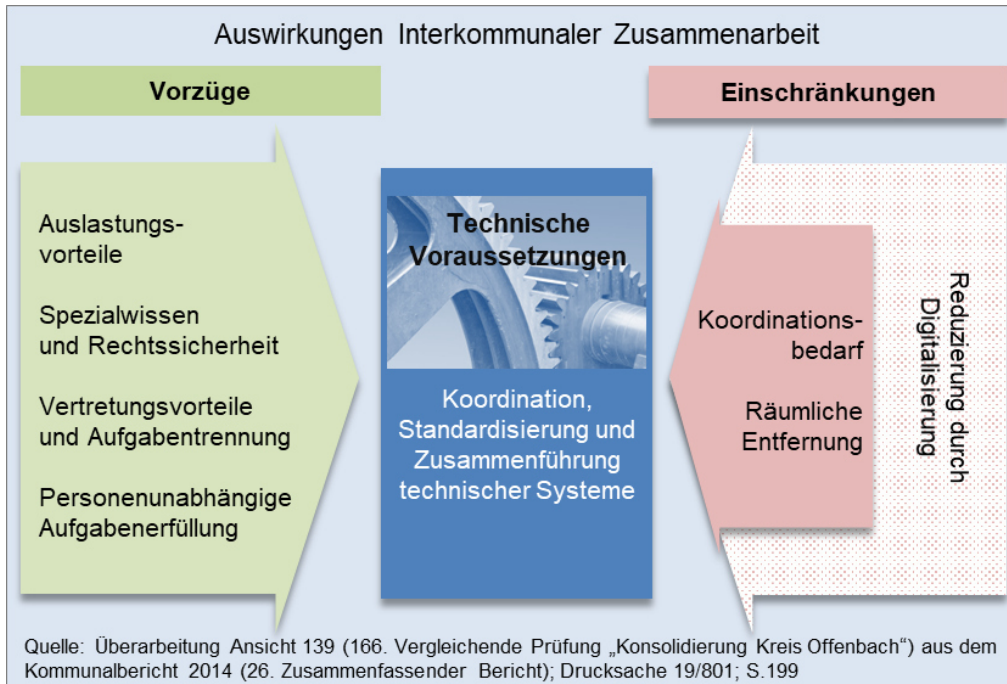 Auswirkungen Interkommunaler Zusammenarbeit
Vorzüge
Auslastungs-
vorteile
Spezialwissen
und Rechtssicherheit
Vertretungsvorteile
und Aufgabentrennung
Personenunabhängige
Aufgabenerfüllung
Technische
Voraussetzungen
Koordination,
Standardisierung und
Zusammenführung
technischer Systeme
Einschränkungen
Koordinations-
bedarf
Räumliche
Entfernung
Reduzierung durch
Digitalisierung
Quelle: Überarbeitung Ansicht 139 (166. Vergleichende Prüfung „Konsolidierung Kreis Offenbach“) aus dem
Kommunalbericht 2014 (26. Zusammenfassender Bericht); Drucksache 19/801; S.199